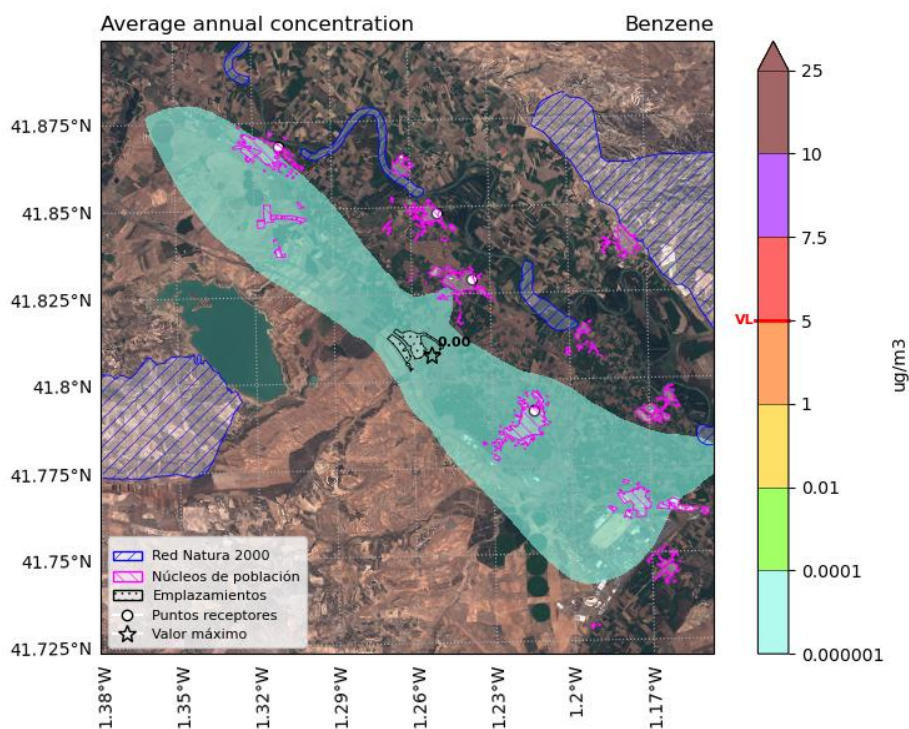 Average annual concentration Benzene
41.875°N
41.85°N
41.825°N
41.8°N
41.775°N
41.75°N
41.725°N
0.00
Red Natura 2000
Núcleos de población
Emplazamientos
Puntos receptores
Valor máximo
1.38°W
1.35°W
1.32°W
1.29°W
1.26°W
1.23°W
1.2°W
1.17°W
25
10
7.5
VL
5
1
0.01
0.0001
0.000001
ug/m3